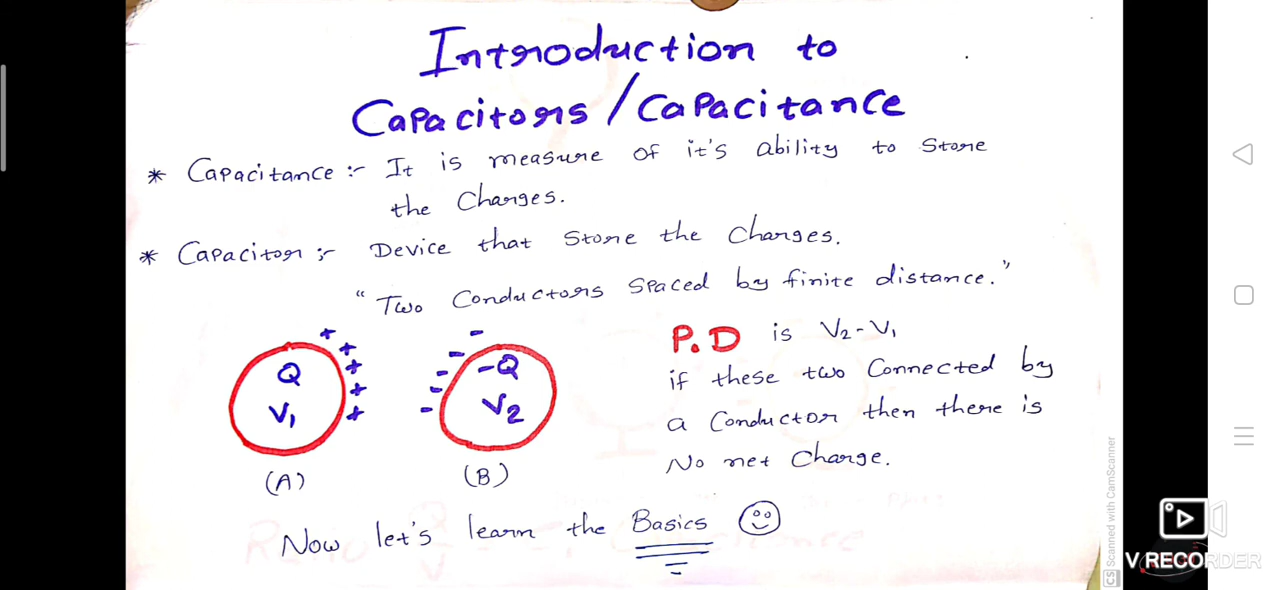 Introduction to
Capacitors/Capacitance
* Capacitance :- It is measure of it's ability to store
the charges.
* Capacitor :- Device that store the charges.
"Two Conductors spaced by finite distance."
+ + + + +
- - - - -
Q
V₁
-Q
V₂
(A)
(B)
P.D is V₂-V₁
if these two Connected by
a Conductor then there is
No net charge.
Now let's learn the Basics
CS Scanned with CamScanner
V RECORDER